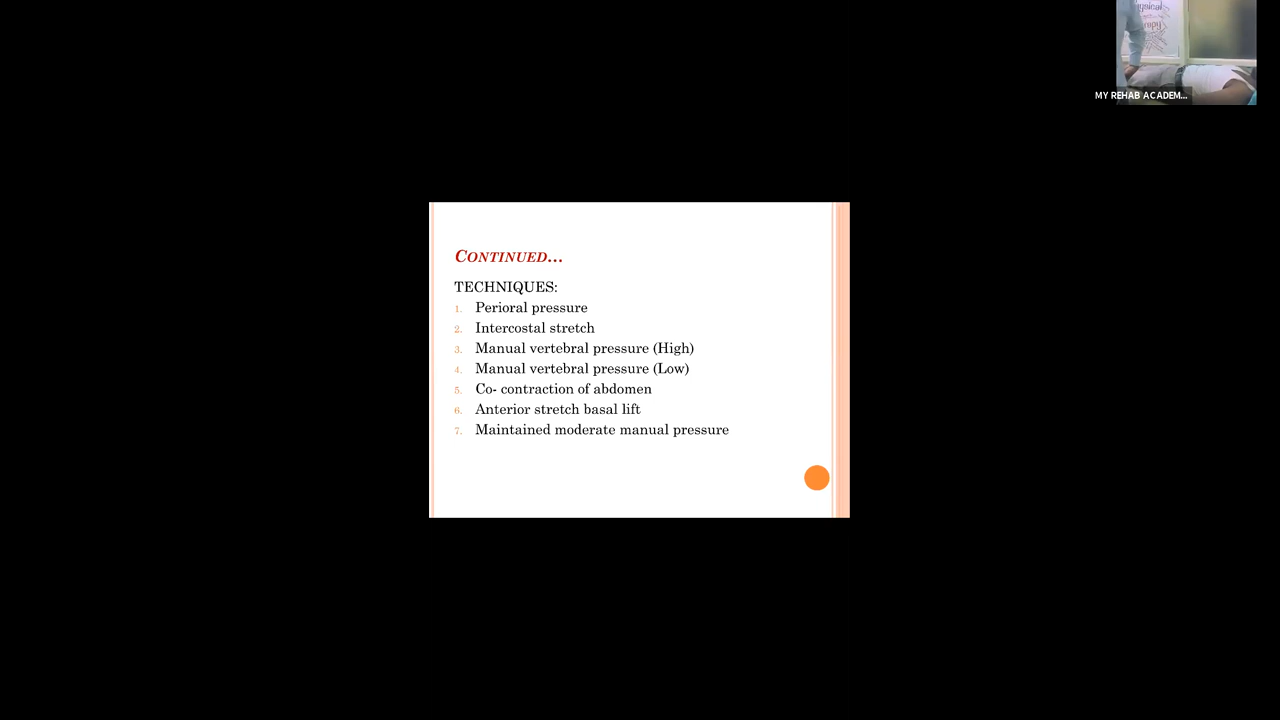 MY REHAB ACADEM...
CONTINUED...
TECHNIQUES:
1. Perioral pressure
2. Intercostal stretch
3. Manual vertebral pressure (High)
4. Manual vertebral pressure (Low)
5. Co- contraction of abdomen
6. Anterior stretch basal lift
7. Maintained moderate manual pressure